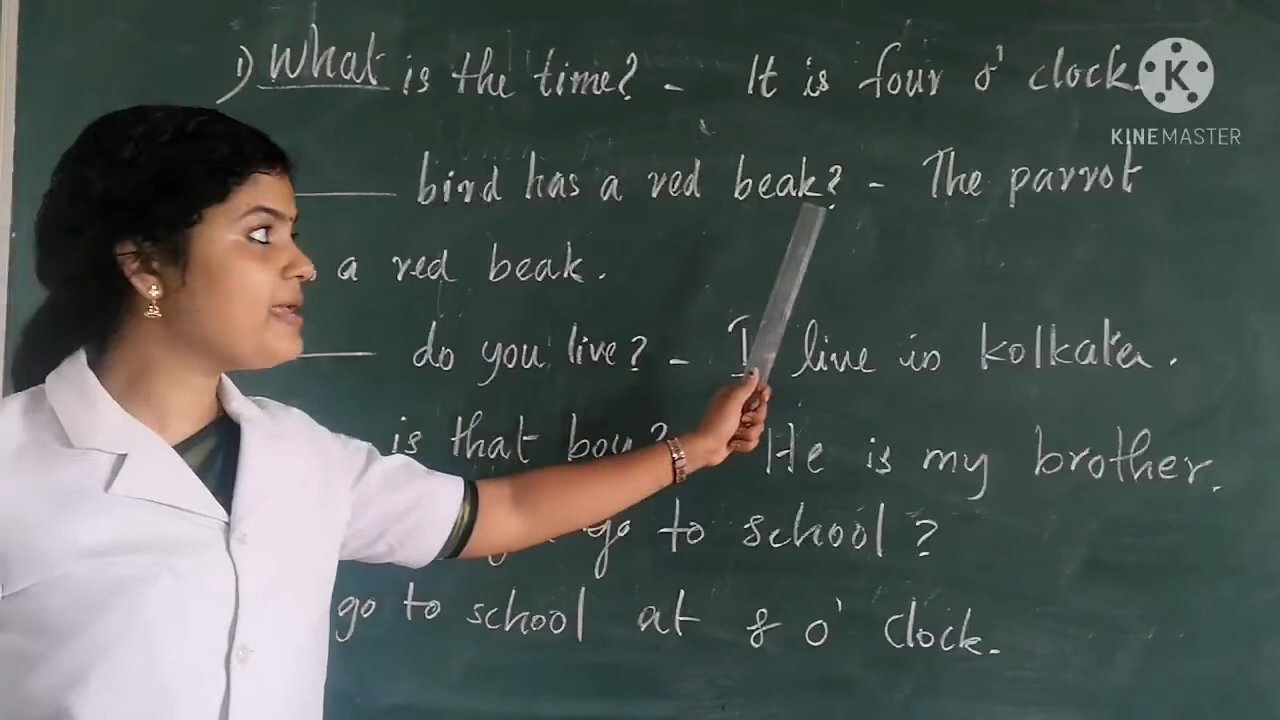 1) What is the time? - It is four o' clock.
KINEMASTER
bird has a red beak? - The parrot
a red beak.
do you live? - I live in Kolkata.
is that boy? He is my brother.
go to school?
go to school at 8 o' clock.